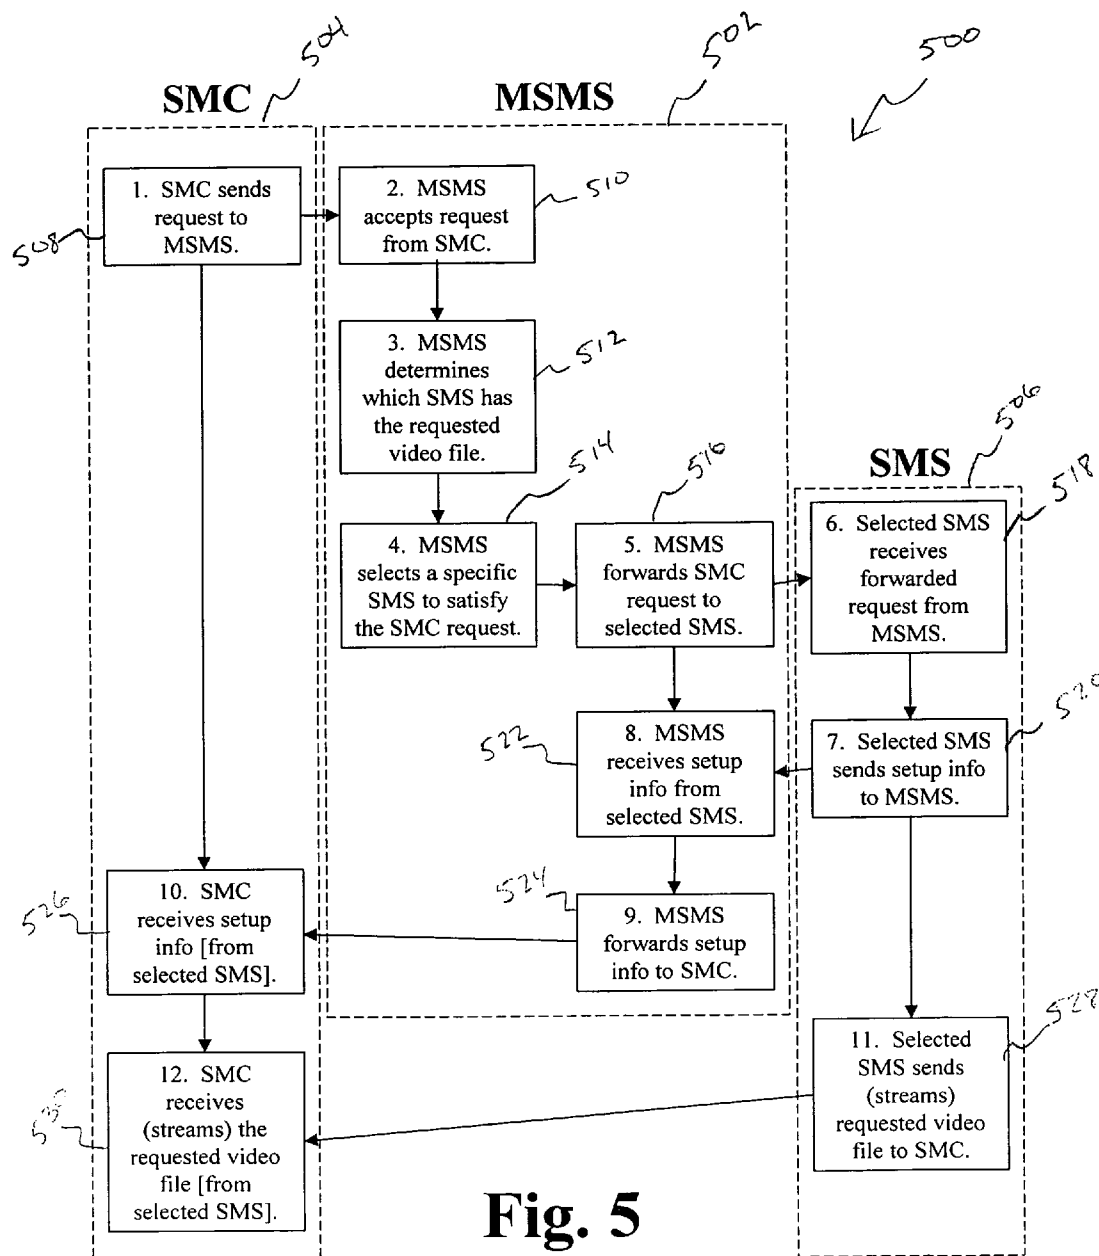 504
502
500
SMC
MSMS
1. SMC sends
request to
MSMS.
508
2. MSMS
accepts request
from SMC.
510
3. MSMS
determines
which SMS has
the requested
video file.
512
514
516
506
SMS
518
4. MSMS
selects a specific
SMS to satisfy
the SMC request.
5. MSMS
forwards SMC
request to
selected SMS.
6. Selected SMS
receives
forwarded
request from
MSMS.
520
522
8. MSMS
receives setup
info from
selected SMS.
7. Selected SMS
sends setup info
to MSMS.
526
10. SMC
receives setup
info [from
selected SMS].
524
9. MSMS
forwards setup
info to SMC.
528
11. Selected
SMS sends
(streams)
requested video
file to SMC.
12. SMC
receives
(streams) the
requested video
file [from
selected SMS].
Fig. 5